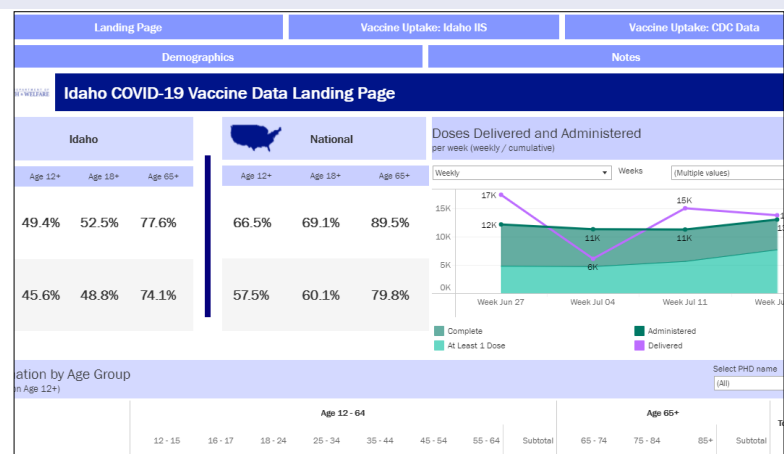 Landing Page
Vaccine Uptake: Idaho IIS
Vaccine Uptake: CDC Data
Demographics
Notes
Idaho COVID-19 Vaccine Data Landing Page
Idaho
National
Age 12+ Age 18+ Age 65+
Age 12+ Age 18+ Age 65+
49.4% 52.5% 77.6%
66.5% 69.1% 89.5%
45.6% 48.8% 74.1%
57.5% 60.1% 79.8%
Doses Delivered and Administered
per week (weekly / cumulative)
Weekly
Weeks
(Multiple values)
15K
10K
5K
0K
17K
12K
11K
6K
15K
11K
Week Jun 27
Week Jul 04
Week Jul 11
Week
Complete
At Least 1 Dose
Administered
Delivered
ation by Age Group
n Age 12+)
Select PHD name
(All)
Age 12 - 64
Age 65+
12 - 15 16 - 17 18 - 24 25 - 34 35 - 44 45 - 54 55 - 64 Subtotal 65 - 74 75 - 84 85+ Subtotal